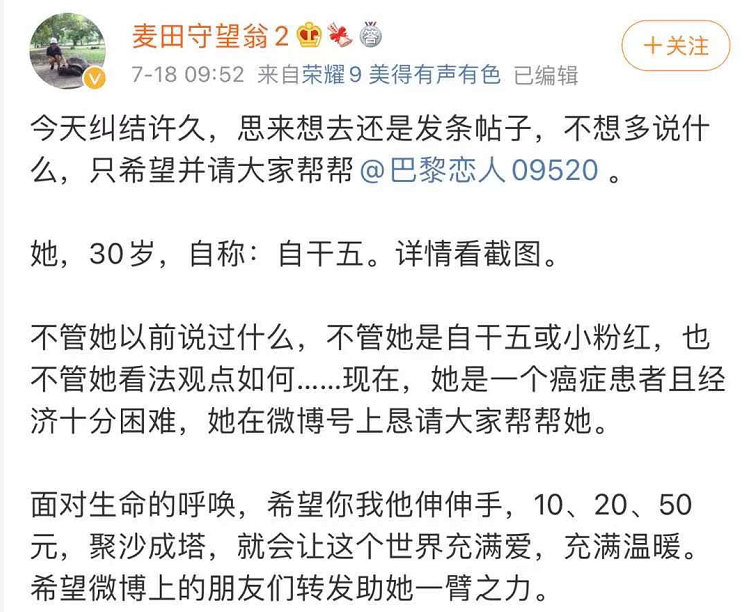 麦田守望翁2
答
+关注
7-18 09:52 来自荣耀9 美得有声有色 已编辑
今天纠结许久，思来想去还是发条帖子，不想多说什
么，只希望并请大家帮帮 @巴黎恋人09520 。
她，30岁，自称：自干五。详情看截图。
不管她以前说过什么，不管她是自干五或小粉红，也
不管她看法观点如何......现在，她是一个癌症患者且经
济十分困难，她在微博号上恳请大家帮帮她。
面对生命的呼唤，希望你我他伸伸手，10、20、50
元，聚沙成塔，就会让这个世界充满爱，充满温暖。
希望微博上的朋友们转发助她一臂之力。